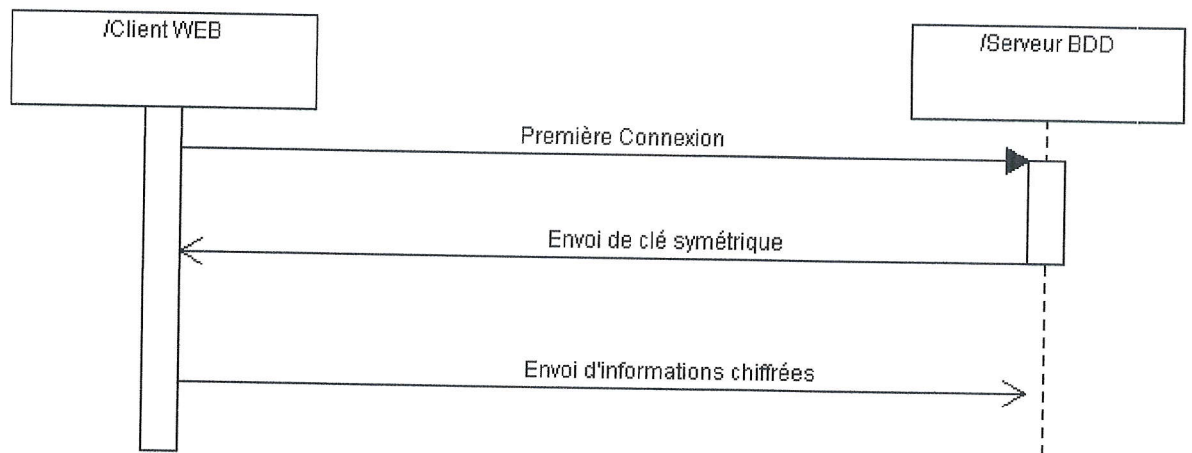 /Client WEB
/Serveur BDD
Première Connexion
Envoi de clé symétrique
Envoi d'informations chiffrées